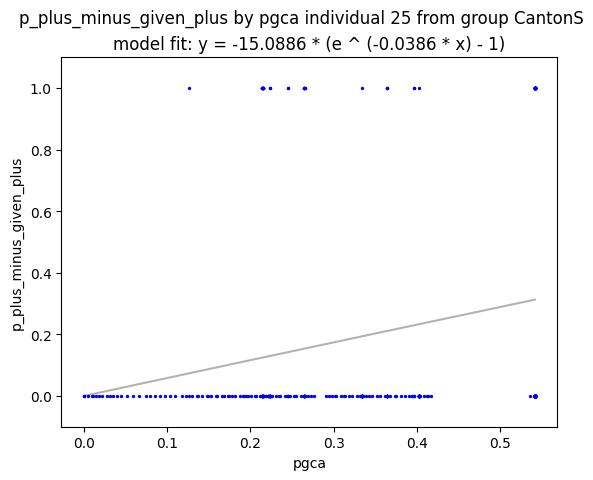 p_plus_minus_given_plus by pgca individual 25 from group CantonS
model fit: y = -15.0886 * (e ^ (-0.0386 * x) - 1)
p_plus_minus_given_plus
1.0
0.8
0.6
0.4
0.2
0.0
0.0 0.1 0.2 0.3 0.4 0.5
pgca